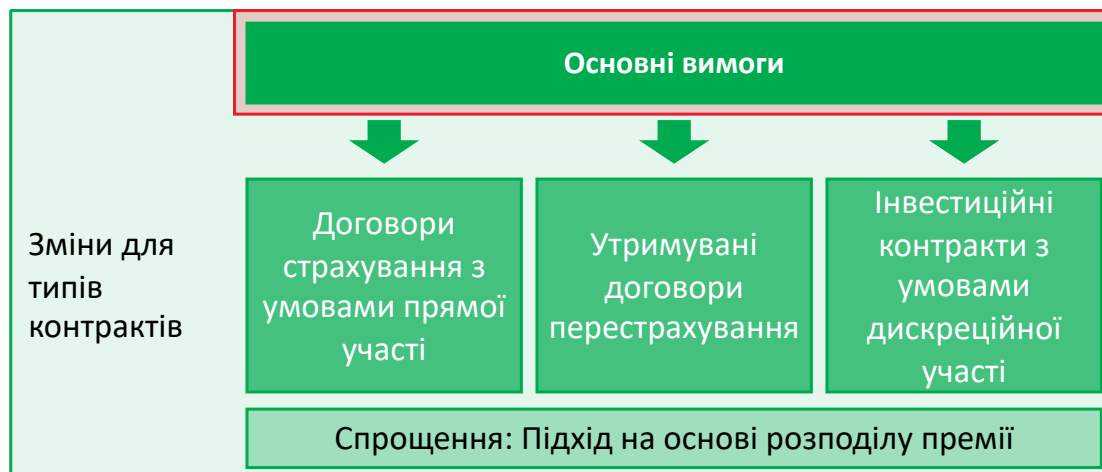 Основні вимоги
Зміни для
типів
контрактів
Договори
страхування з
умовами прямої
участі
Утримувані
договори
перестрахування
Інвестиційні
контракти з
умовами
дискреційної
участі
Спрощення: Підхід на основі розподілу премії